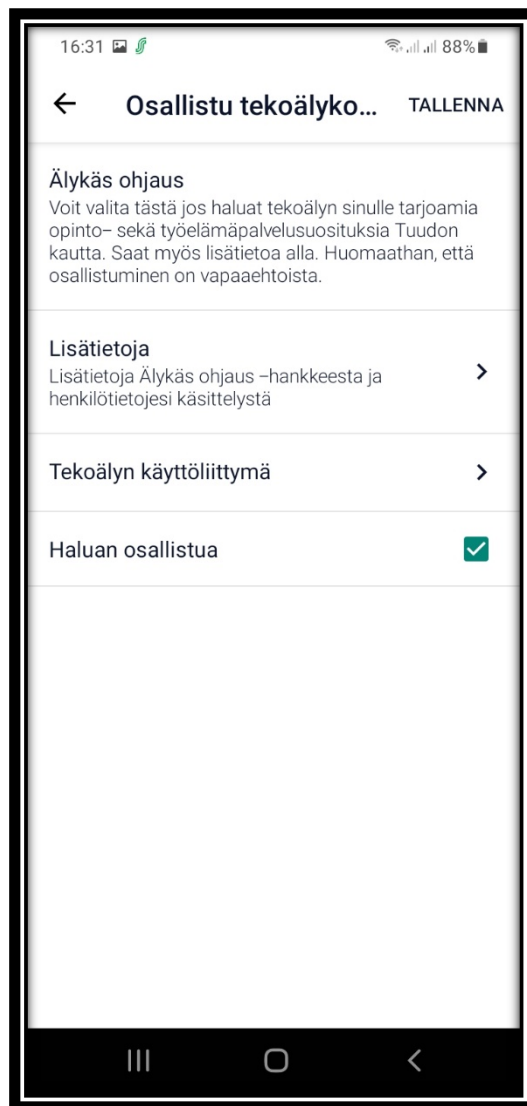 16:31 88%
Osallistu tekoälyko... TALLENNA
Älykäs ohjaus
Voit valita tästä jos haluat tekoälyn sinulle tarjoamia
opinto– sekä työelämäpalvelusuosituksia Tuudon
kautta. Saat myös lisätietoa alla. Huomaathan, että
osallistuminen on vapaaehtoista.
Lisätietoja
Lisätietoja Älykäs ohjaus –hankkeesta ja
henkilötietojesi käsittelystä
Tekoälyn käyttöliittymä
Haluan osallistua